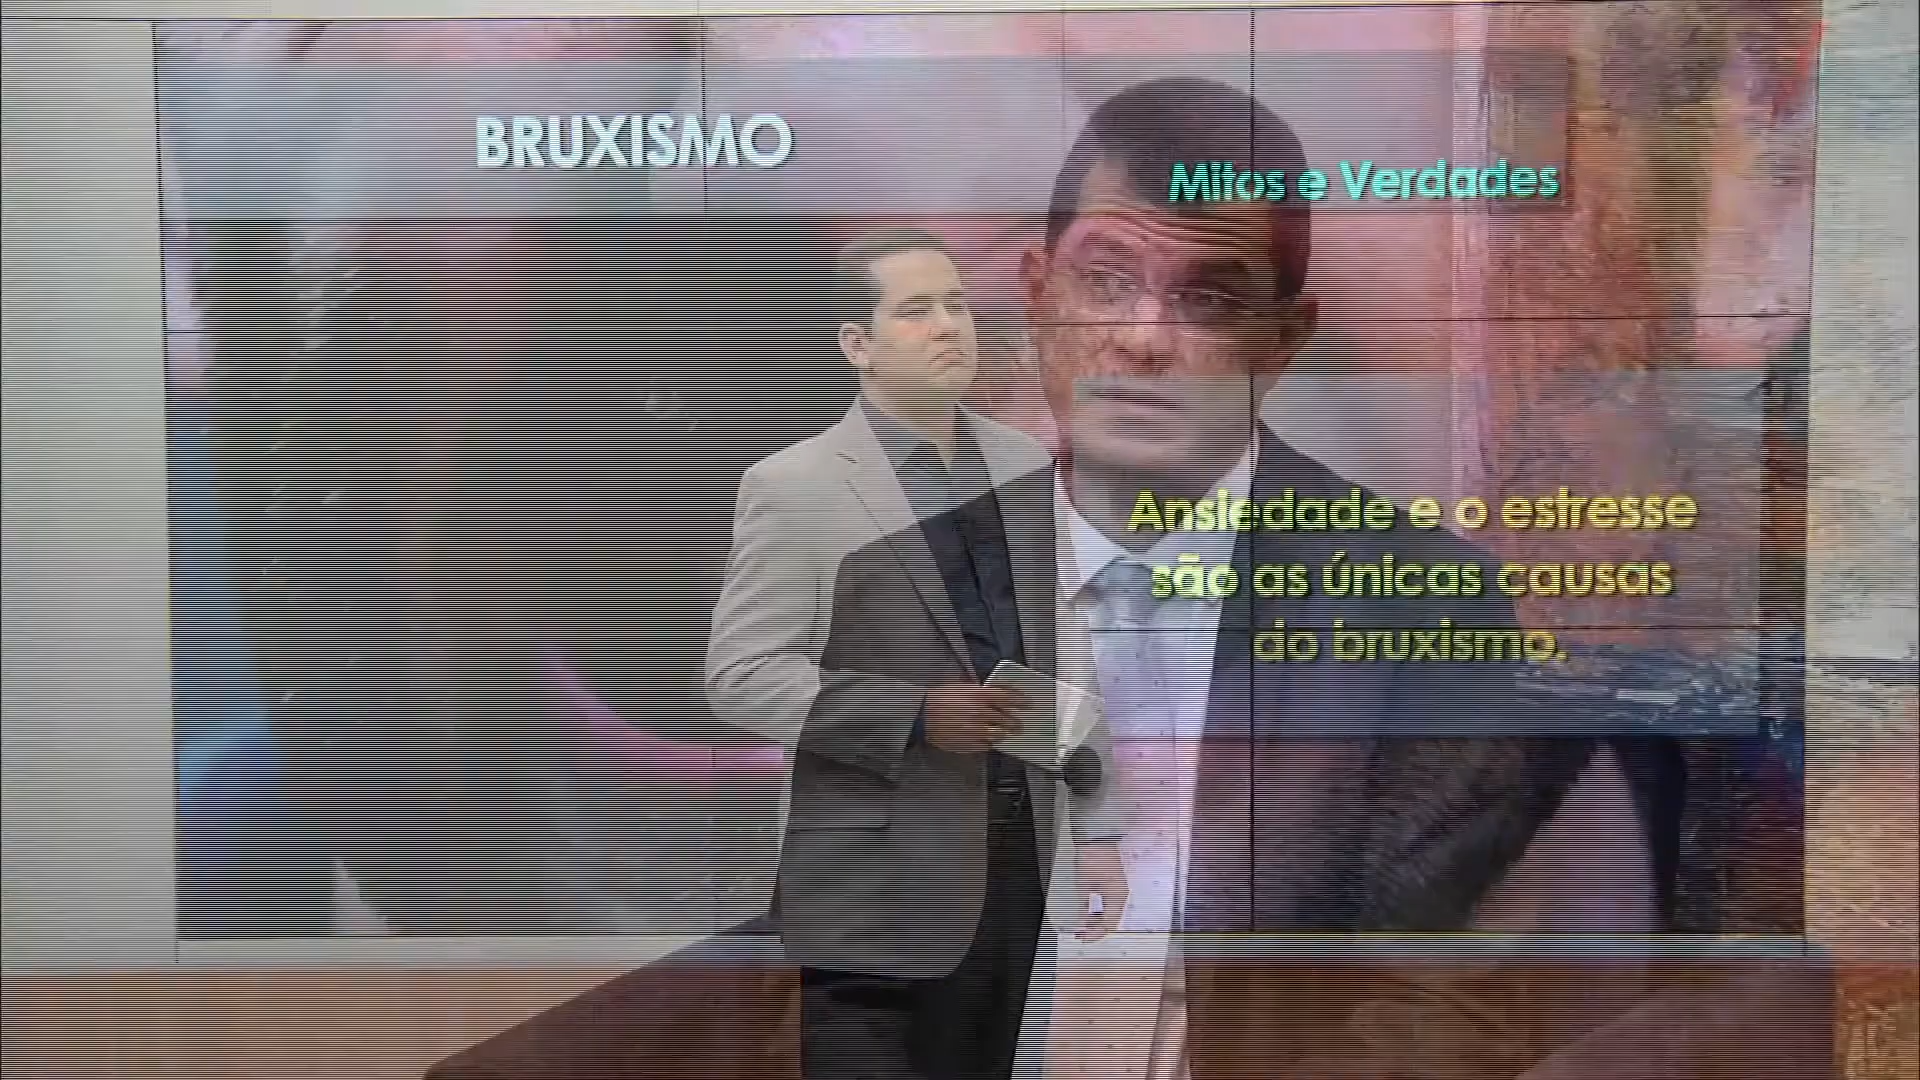 BRUXISMO
Mitos e Verdades
Ansiedade e o estresse
são as únicas causas
do bruxismo.